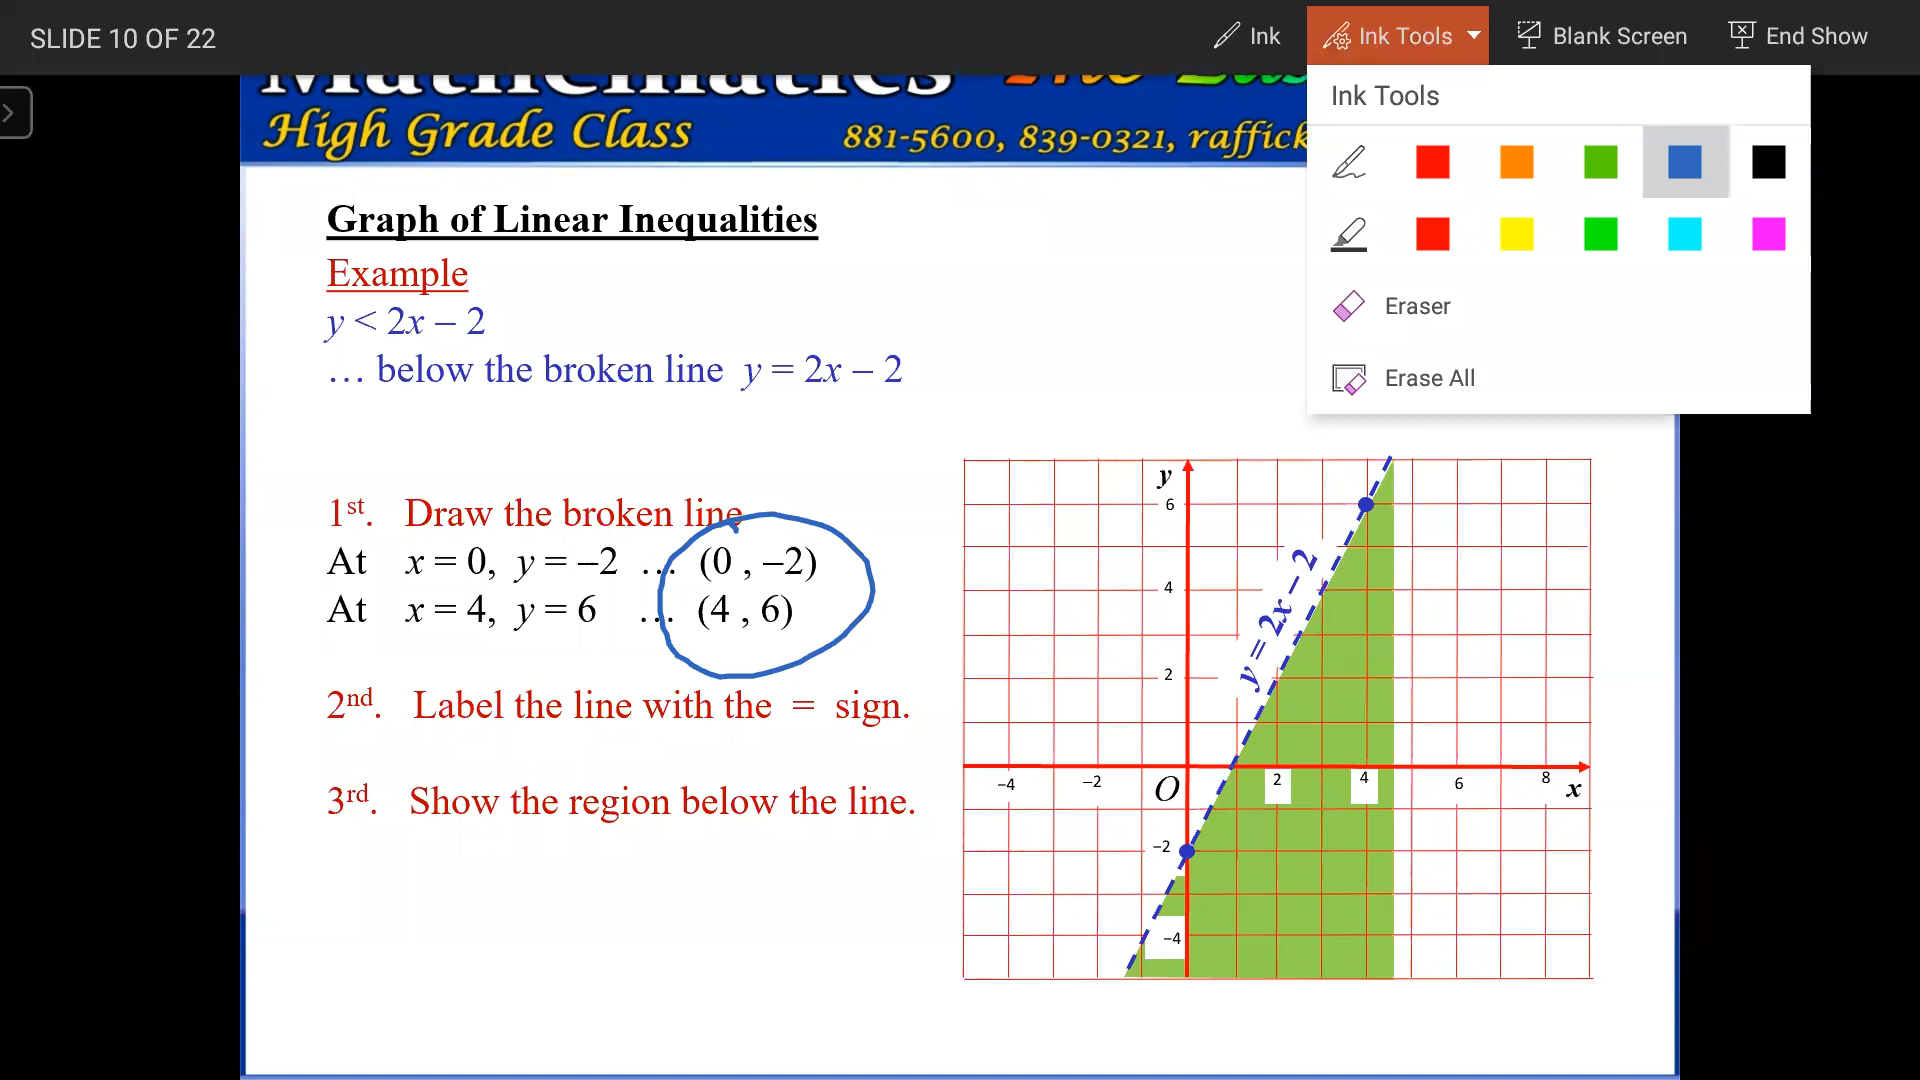 SLIDE 10 OF 22
Ink
Ink Tools
Blank Screen
End Show
Mathematics
High Grade Class
881-5600, 839-0321, raffick
Ink Tools
Eraser
Erase All
Graph of Linear Inequalities
Example
y < 2x – 2
… below the broken line y = 2x – 2
1st. Draw the broken line
At x = 0, y = –2 … (0 , –2)
At x = 4, y = 6 … (4 , 6)
2nd. Label the line with the = sign.
3rd. Show the region below the line.
y
6
4
2
y = 2x – 2
–4
–2
O
2
4
6
8
x
–2
–4